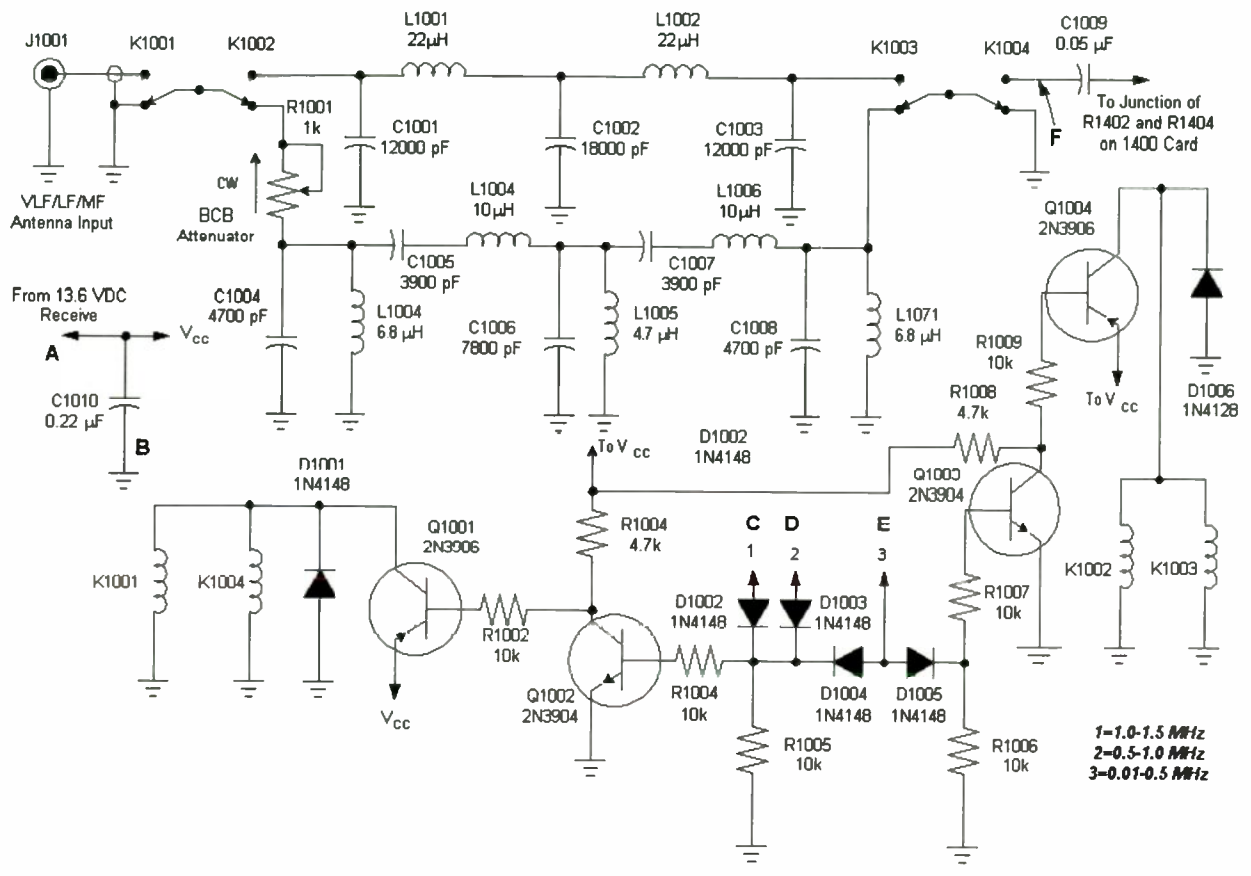 J1001
K1001
K1002
L1001
22µH
L1002
22µH
K1003
K1004
C1009
0.05 µF
To Junction of
R1402 and R1404
on 1400 Card
F
R1001
1k
C1001
12000 pF
C1002
18000 pF
C1003
12000 pF
VLF/LF/MF
Antenna Input
CW
BCB
Attenuator
L1004
10µH
L1006
10µH
C1005
3900 pF
C1007
3900 pF
Q1004
2N3906
From 13.6 VDC
Receive
A
Vcc
C1004
4700 pF
L1004
6.8 µH
C1006
7800 pF
L1005
4.7 µH
C1008
4700 pF
L1071
6.8 µH
R1009
10k
R1008
4.7k
To Vcc
D1006
1N4128
C1010
0.22 µF
B
To Vcc
D1002
1N4148
D1001
1N4148
Q1003
2N3904
Q1001
2N3906
R1004
4.7k
C
D
E
1
2
3
K1001
K1004
K1002
K1003
R1002
10k
D1002
1N4148
D1003
1N4148
R1007
10k
Q1002
2N3904
R1004
10k
D1004
1N4148
D1005
1N4148
Vcc
R1005
10k
R1006
10k
1=1.0-1.5 MHz
2=0.5-1.0 MHz
3=0.01-0.5 MHz